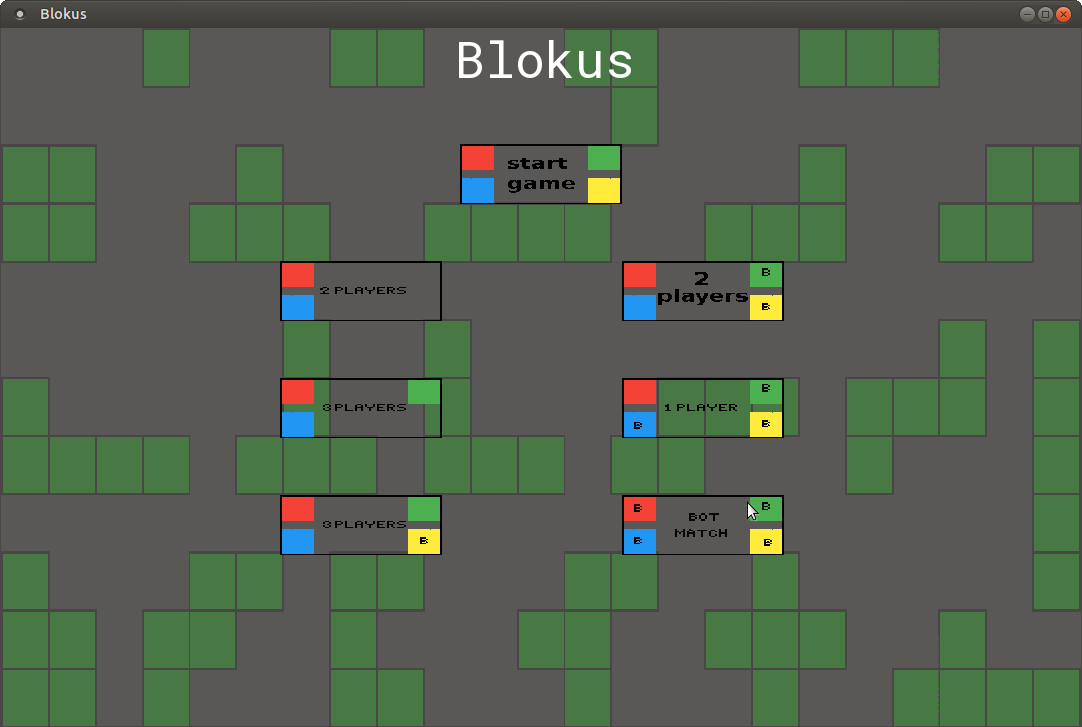 Blokus
Blokus
start
game
2 PLAYERS
2
players
B
B
3 PLAYERS
1 PLAYER
B
B
B
3 PLAYERS
B
B
BOT
MATCH
B
B
B